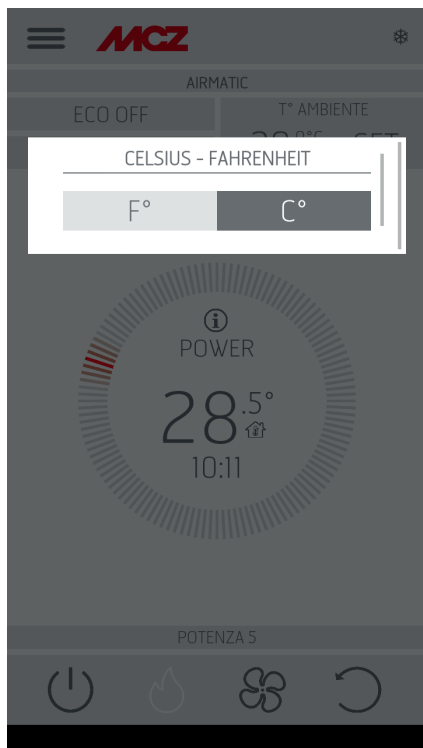 MCZ
AIRMATIC
ECO OFF
T° AMBIENTE
CELSIUS - FAHRENHEIT
F° C°
POWER
28.5°
10:11
POTENZA 5